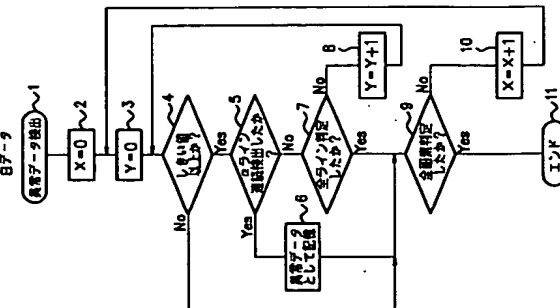 白データ
異常データ検出
1
X=0
2
Y=0
3
しきい値
以上か?
4
No
Yes
ロライン
連続検出したか
?
5
Yes
No
異常データ
として記憶
6
全ライン判定
したか?
7
No
Yes
Y=Y+1
8
全画素判定
したか?
9
No
Yes
X=X+1
10
エンド
11